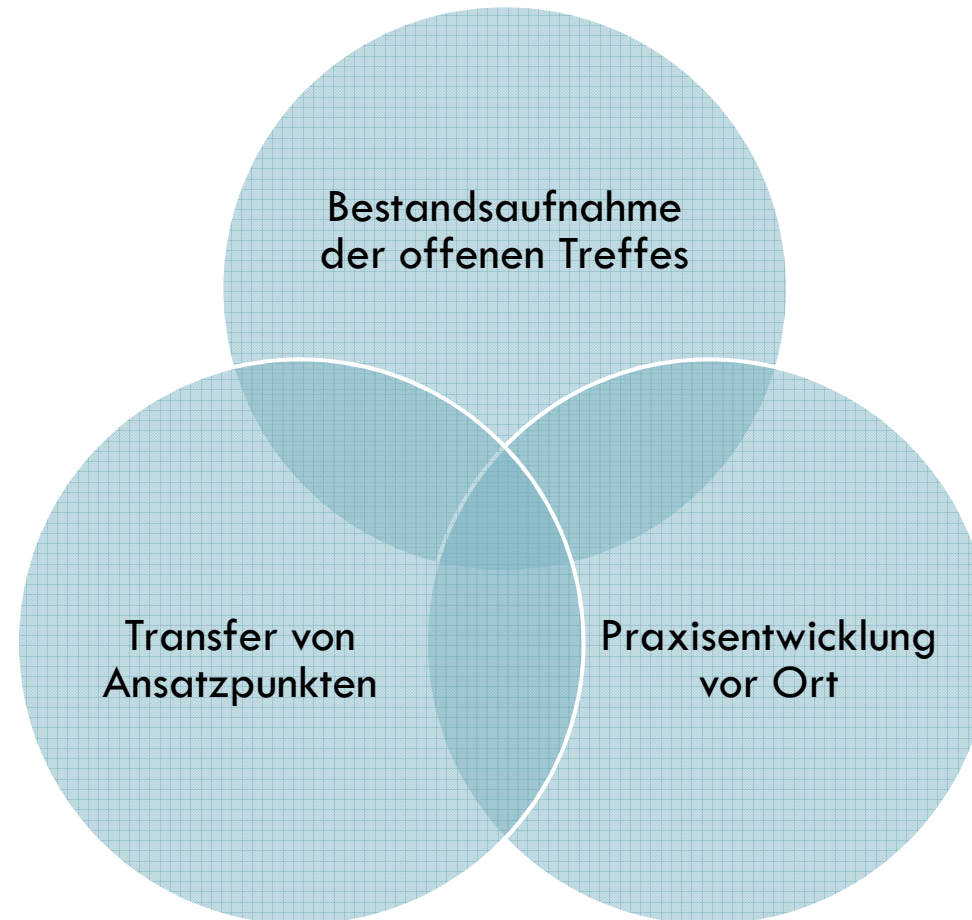 Bestandsaufnahme
der offenen Treffes
Transfer von
Ansatzpunkten
Praxisentwicklung
vor Ort